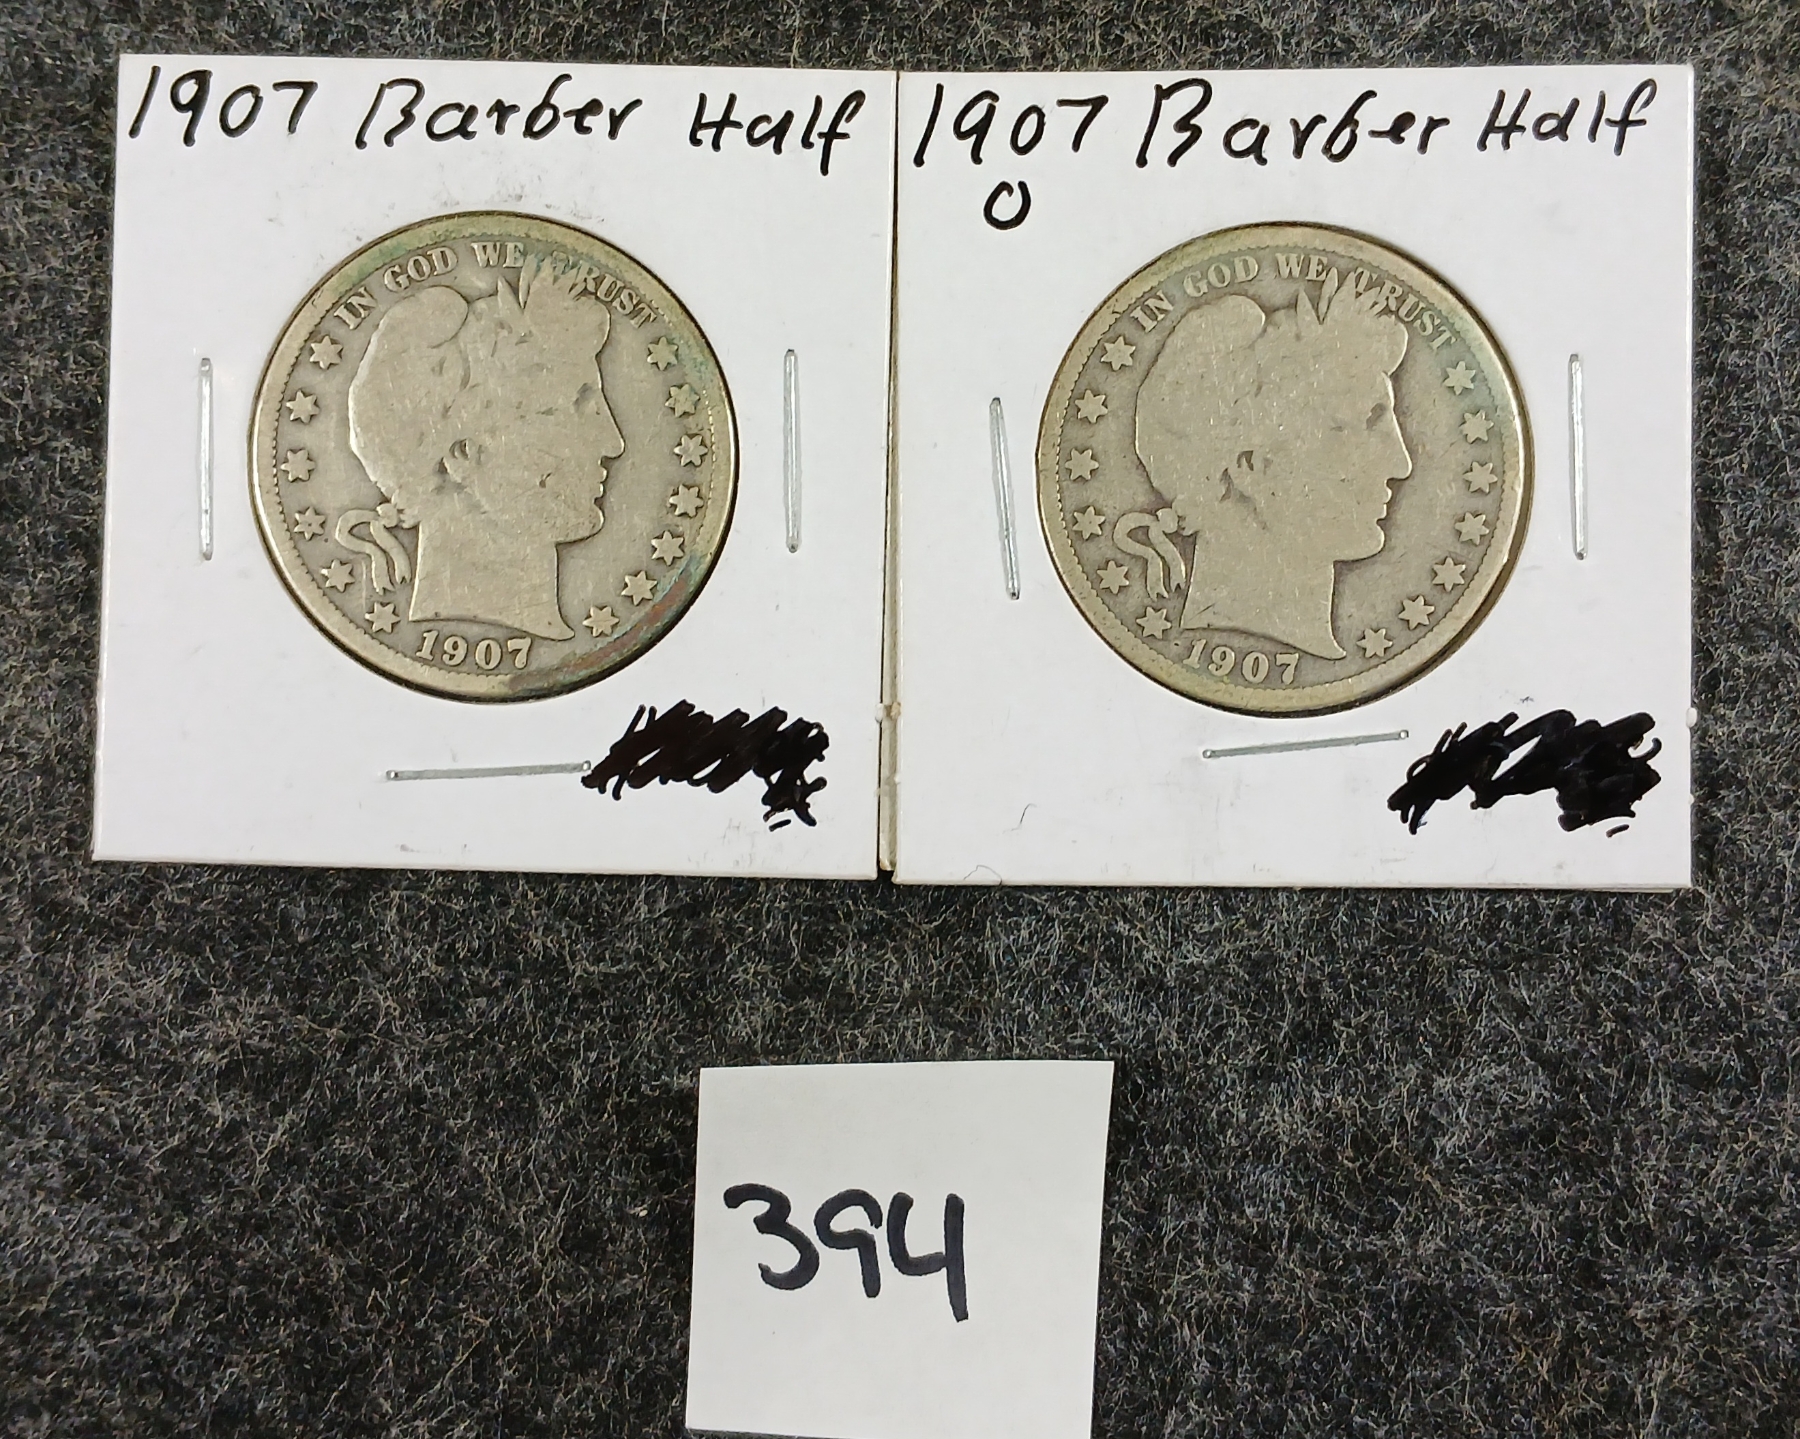 1907 Barber Half
IN GOD WE TRUST
1907
1907 Barber Half
O
IN GOD WE TRUST
1907
394